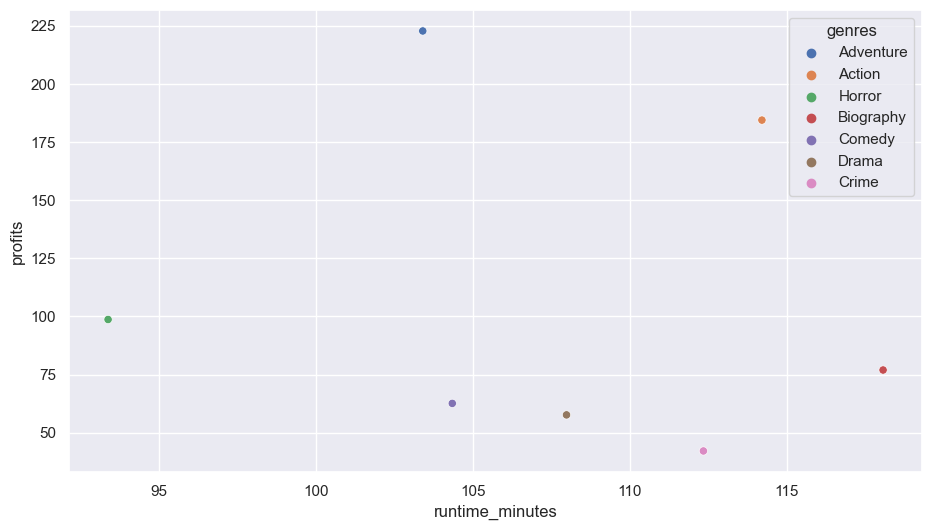 225
200
175
150
125
100
75
50
profits
95
100
105
110
115
runtime_minutes
genres
Adventure
Action
Horror
Biography
Comedy
Drama
Crime